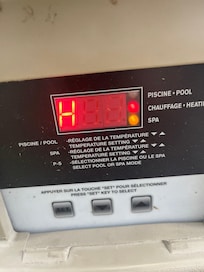 H
PISCINE - POOL
CHAUFFAGE - HEATI
SPA
PISCINE / POOL -RÉGLAGE DE LA TEMPÉRATURE
TEMPERATURE SETTING
SPA -RÉGLAGE DE LA TEMPÉRATURE
TEMPERATURE SETTING
P-S -SÉLECTIONNER LA PISCINE OU LE SPA
SELECT POOL OR SPA MODE
APPUYER SUR LA TOUCHE "SET" POUR SÉLECTIONNER
PRESS "SET" KEY TO SELECT